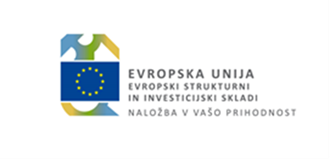 EVROPSKA UNIJA
EVROPSKI STRUKTURNI
IN INVESTICIJSKI SKLADI
NALOŽBA V VAŠO PRIHODNOST